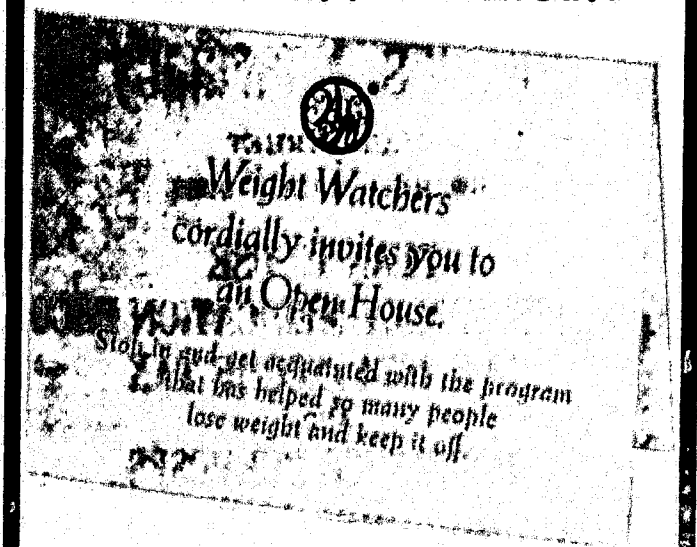 Weight Watchers®
cordially invites you to
an Open House.
Stop in and get acquainted with the program
that has helped so many people
lose weight and keep it off.